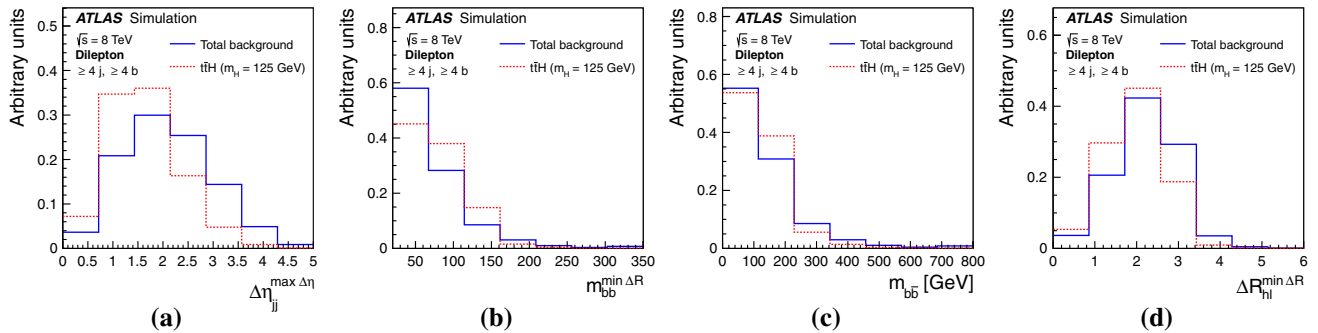 Arbitrary units
0.5
0.4
0.3
0.2
0.1
0
ATLAS Simulation
√s = 8 TeV
Dilepton
≥ 4 j, ≥ 4 b
Total background
tt̄H (m_H = 125 GeV)
0 0.5 1 1.5 2 2.5 3 3.5 4 4.5 5
Δη_jj^max Δη
(a)
Arbitrary units
0.8
0.6
0.4
0.2
0
ATLAS Simulation
√s = 8 TeV
Dilepton
≥ 4 j, ≥ 4 b
Total background
tt̄H (m_H = 125 GeV)
50 100 150 200 250 300 350
m_bb^min ΔR
(b)
Arbitrary units
0.8
0.6
0.4
0.2
0
ATLAS Simulation
√s = 8 TeV
Dilepton
≥ 4 j, ≥ 4 b
Total background
tt̄H (m_H = 125 GeV)
0 100 200 300 400 500 600 700 800
m_bb̄ [GeV]
(c)
Arbitrary units
0.6
0.4
0.2
0
ATLAS Simulation
√s = 8 TeV
Dilepton
≥ 4 j, ≥ 4 b
Total background
tt̄H (m_H = 125 GeV)
0 1 2 3 4 5 6
ΔR_hl^min ΔR
(d)